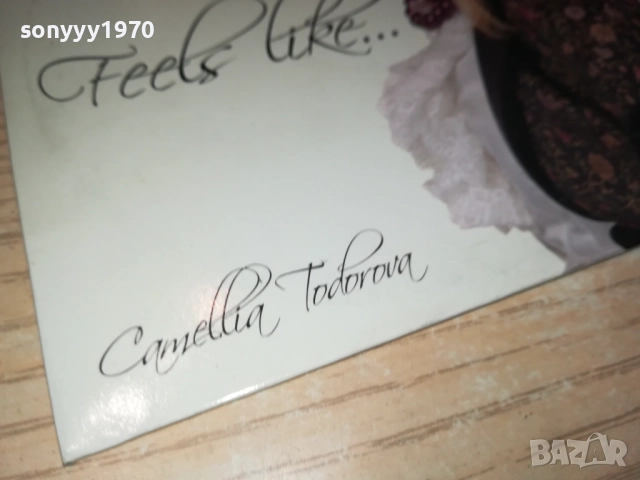 sonyyy1970
Feels like...
Camellia Todorova
BAZAR